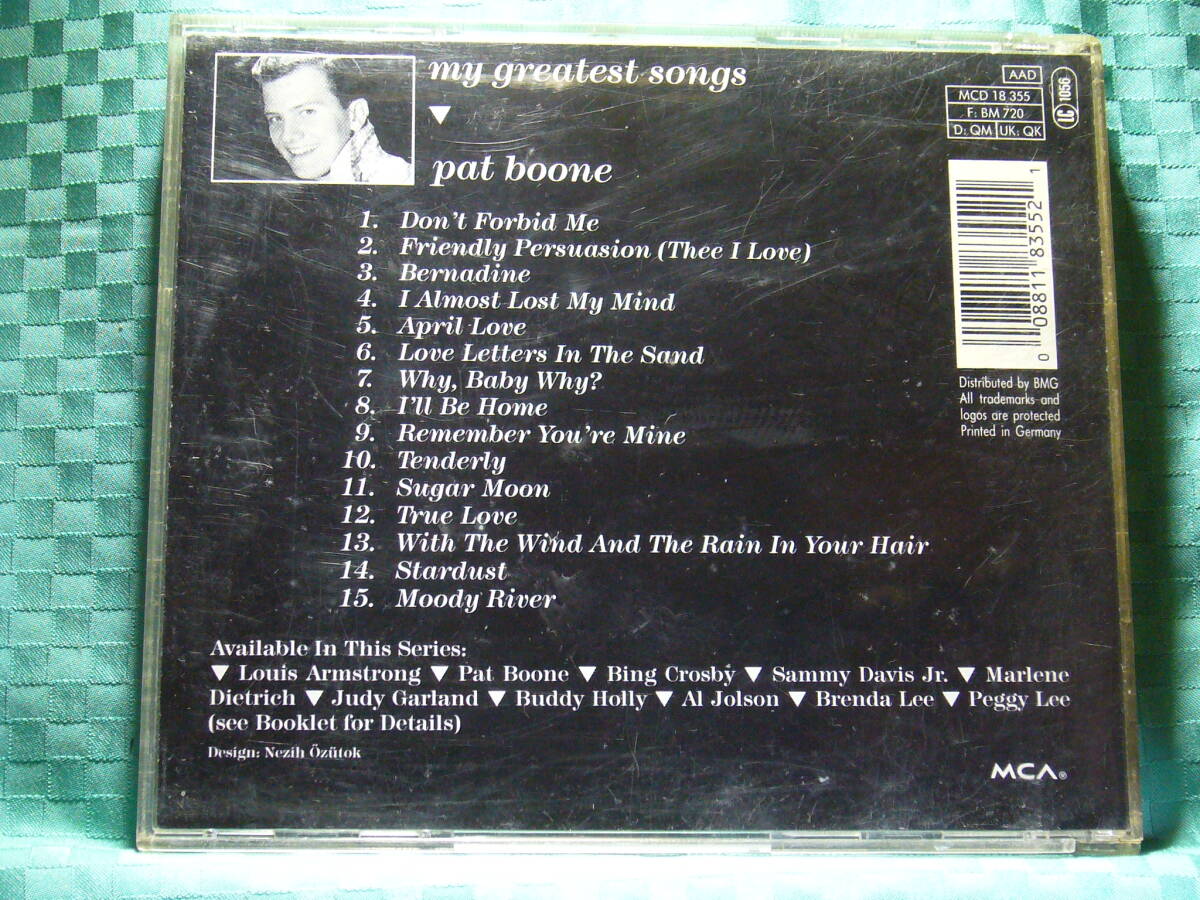 my greatest songs
▼
pat boone
AAD
MCD 18 355
F: BM 720
D: QM UK: QK
LC 1056
0 08811 83552 1
Distributed by BMG
All trademarks and
logos are protected
Printed in Germany
1. Don't Forbid Me
2. Friendly Persuasion (Thee I Love)
3. Bernadine
4. I Almost Lost My Mind
5. April Love
6. Love Letters In The Sand
7. Why, Baby Why?
8. I'll Be Home
9. Remember You're Mine
10. Tenderly
11. Sugar Moon
12. True Love
13. With The Wind And The Rain In Your Hair
14. Stardust
15. Moody River
Available In This Series:
▼ Louis Armstrong ▼ Pat Boone ▼ Bing Crosby ▼ Sammy Davis Jr. ▼ Marlene
Dietrich ▼ Judy Garland ▼ Buddy Holly ▼ Al Jolson ▼ Brenda Lee ▼ Peggy Lee
(see Booklet for Details)
Design: Nezih Özütok
MCA®